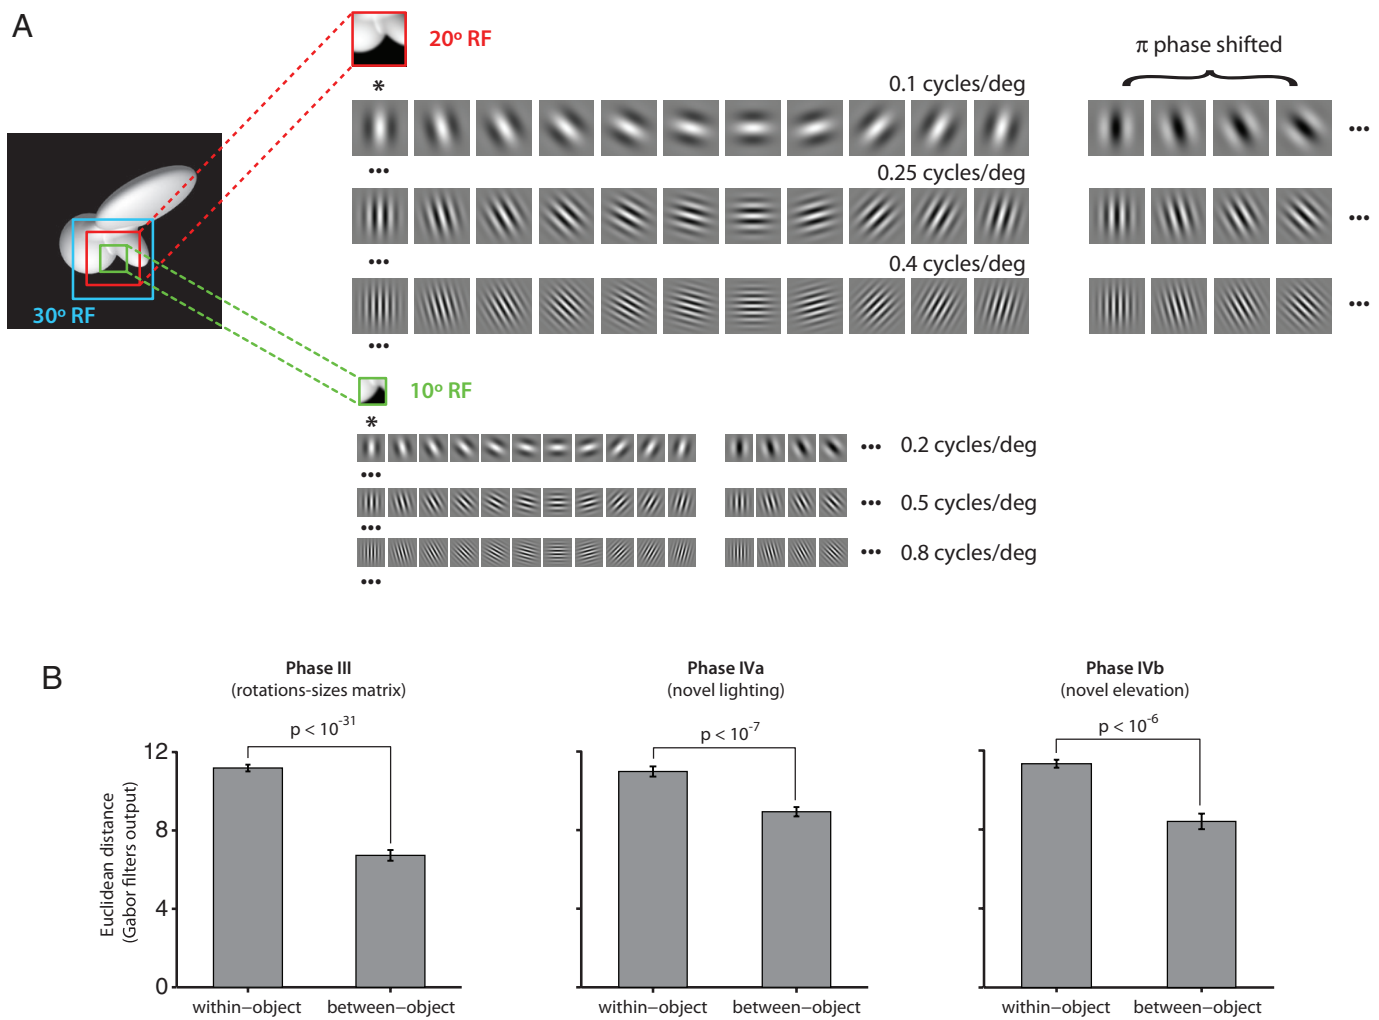 A
20º RF
π phase shifted
*
0.1 cycles/deg
•••
•••
0.25 cycles/deg
•••
•••
0.4 cycles/deg
30º RF
•••
•••
10º RF
*
••• 0.2 cycles/deg
•••
••• 0.5 cycles/deg
•••
••• 0.8 cycles/deg
•••
B
Phase III
(rotations-sizes matrix)
p < 10^-31
Euclidean distance
(Gabor filters output)
12
8
4
0
within−object between−object
Phase IVa
(novel lighting)
p < 10^-7
within−object between−object
Phase IVb
(novel elevation)
p < 10^-6
within−object between−object